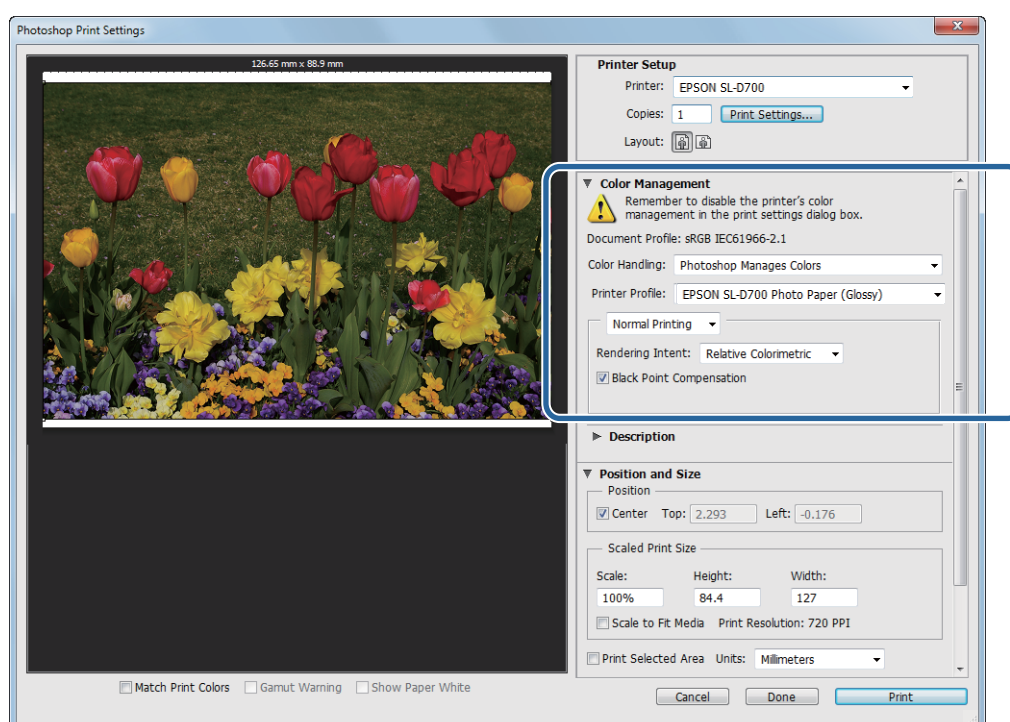 Photoshop Print Settings
126.65 mm x 88.9 mm
Printer Setup
Printer: EPSON SL-D700
Copies: 1 Print Settings...
Layout:
Color Management
Remember to disable the printer's color
management in the print settings dialog box.
Document Profile: sRGB IEC61966-2.1
Color Handling: Photoshop Manages Colors
Printer Profile: EPSON SL-D700 Photo Paper (Glossy)
Normal Printing
Rendering Intent: Relative Colorimetric
Black Point Compensation
Description
Position and Size
Position
Center Top: 2.293 Left: -0.176
Scaled Print Size
Scale: Height: Width:
100% 84.4 127
Scale to Fit Media Print Resolution: 720 PPI
Print Selected Area Units: Millimeters
Match Print Colors Gamut Warning Show Paper White
Cancel Done Print